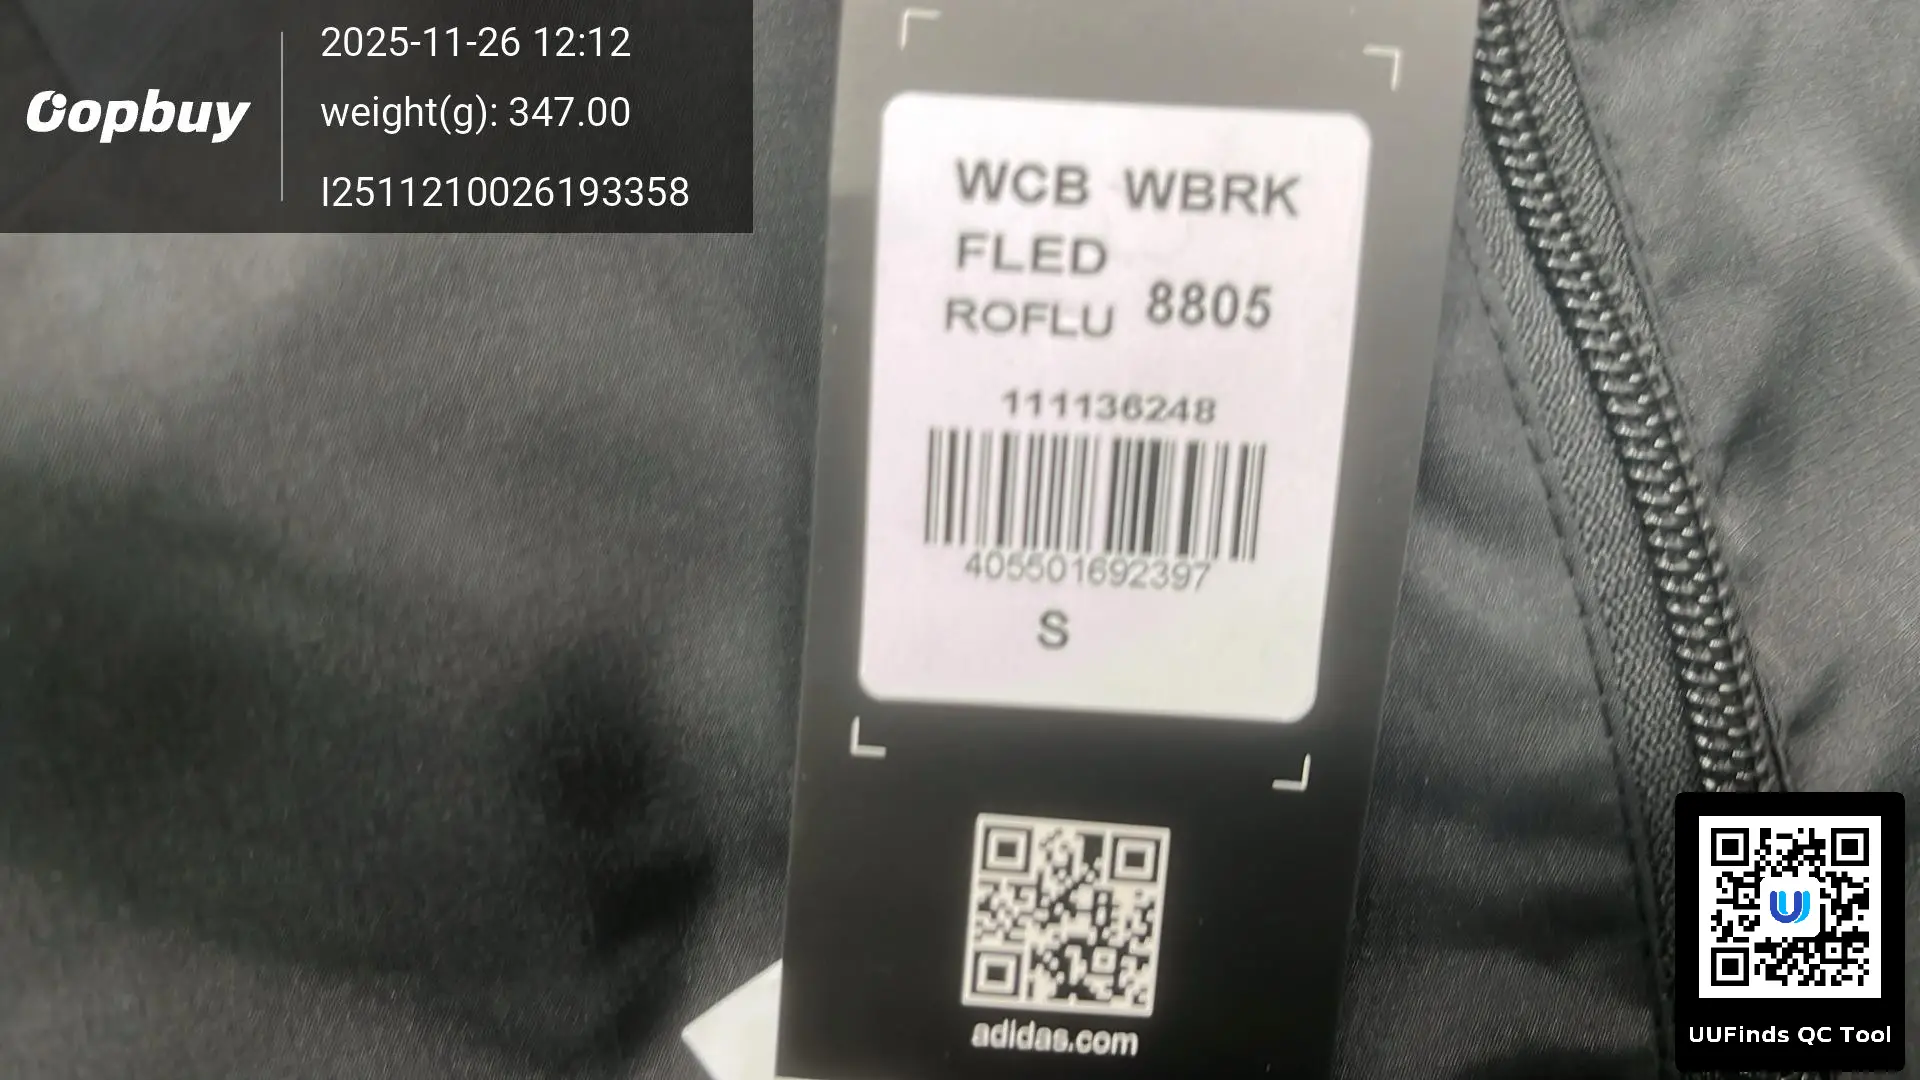 Oopbuy
2025-11-26 12:12
weight(g): 347.00
I2511210026193358
WCB WBRK
FLED
ROFLU 8805
111136248
405501692397
S
adidas.com
UUFinds QC Tool